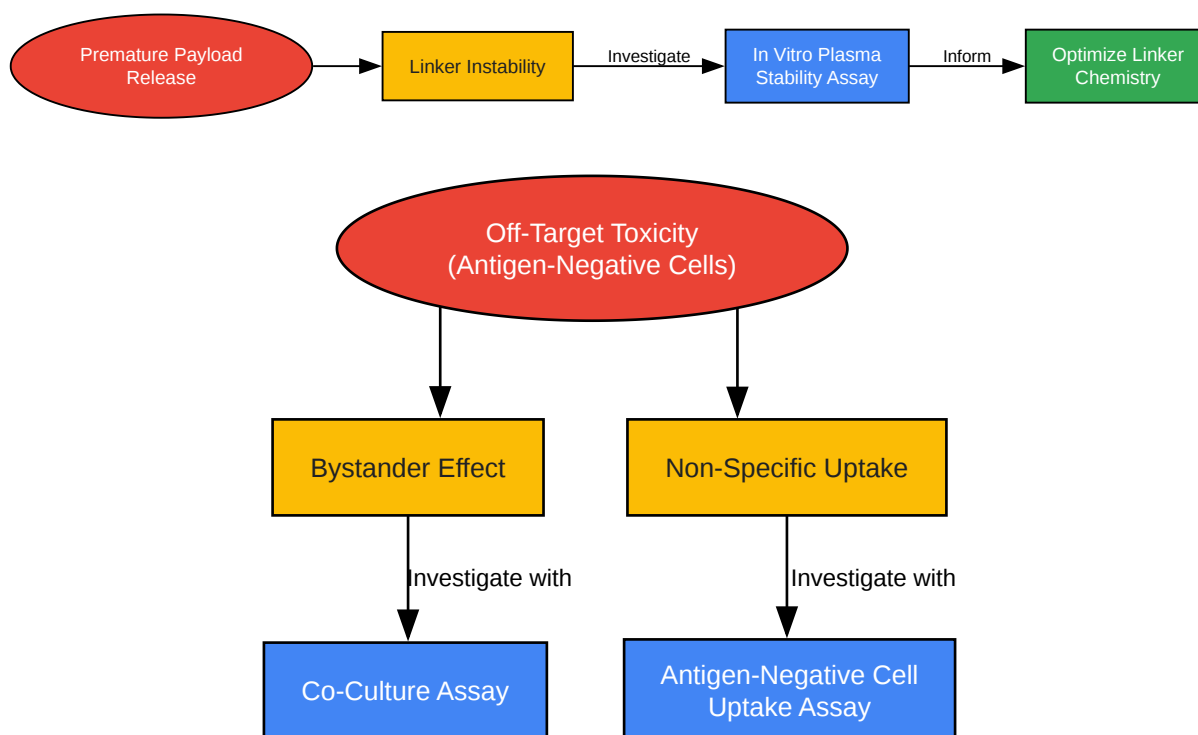 Premature Payload
Release
Linker Instability
Investigate
In Vitro Plasma
Stability Assay
Inform
Optimize Linker
Chemistry
Off-Target Toxicity
(Antigen-Negative Cells)
Bystander Effect
Non-Specific Uptake
Investigate with
Investigate with
Co-Culture Assay
Antigen-Negative Cell
Uptake Assay